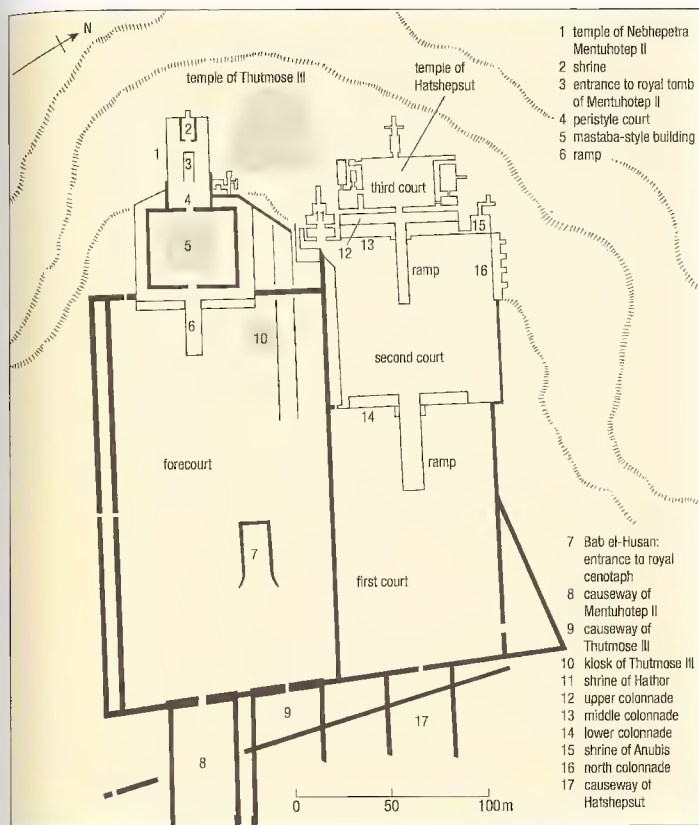 N
temple of Thutmose III
temple of
Hatshepsut
1 temple of Nebhepetra
Mentuhotep II
2 shrine
3 entrance to royal tomb
of Mentuhotep II
4 peristyle court
5 mastaba-style building
6 ramp
1
2
3
4
5
6
third court
11
12
13
15
16
ramp
10
second court
14
forecourt
ramp
7
first court
7 Bab el-Husan:
entrance to royal
cenotaph
8 causeway of
Mentuhotep II
9 causeway of
Thutmose III
10 kiosk of Thutmose III
11 shrine of Hathor
12 upper colonnade
13 middle colonnade
14 lower colonnade
15 shrine of Anubis
16 north colonnade
17 causeway of
Hatshepsut
9
17
8
0 50 100m